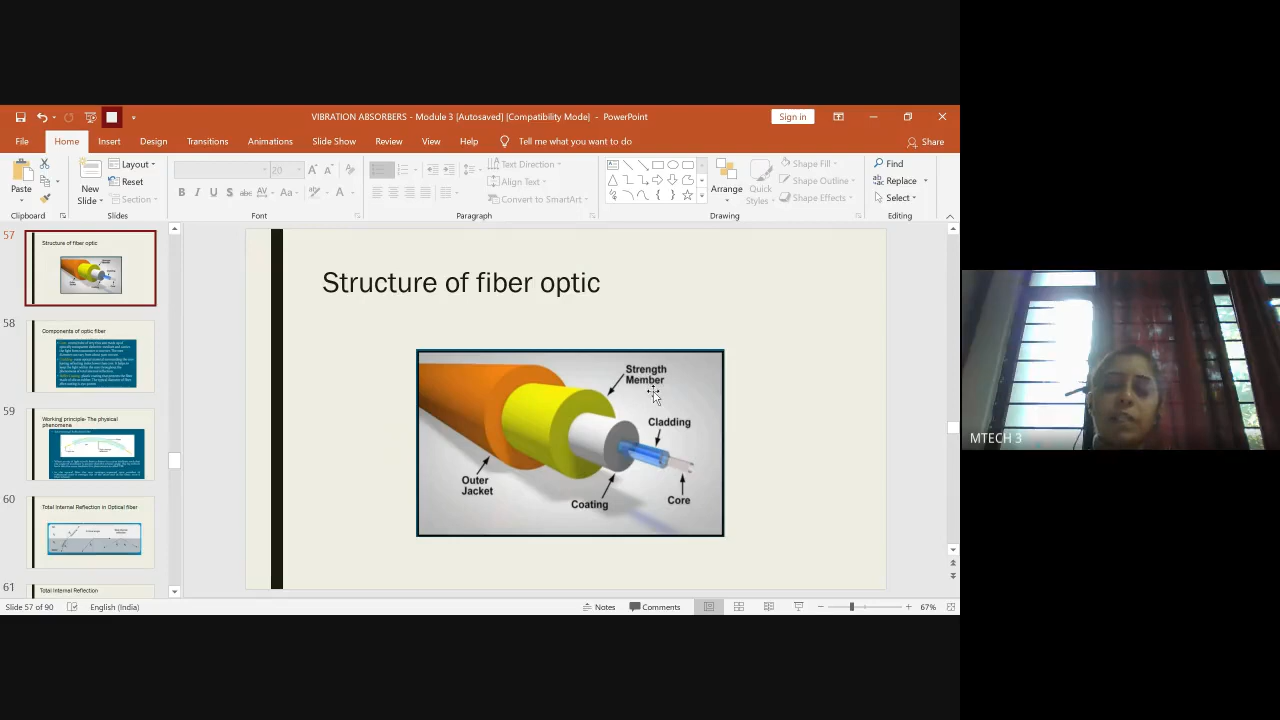 VIBRATION ABSORBERS - Module 3 [Autosaved] [Compatibility Mode] - PowerPoint
Sign in
File Home Insert Design Transitions Animations Slide Show Review View Help Tell me what you want to do
Share
Paste
Clipboard
New
Slide
Layout
Reset
Section
Slides
20
Font
Text Direction
Align Text
Convert to SmartArt
Paragraph
Arrange
Quick
Styles
Shape Fill
Shape Outline
Shape Effects
Drawing
Find
Replace
Select
Editing
57
Structure of fiber optic
58
Components of optic fiber
59
Working principle- The physical
phenomena
60
Total Internal Reflection in Optical fiber
61
Total Internal Reflection
Structure of fiber optic
Strength
Member
Cladding
Outer
Jacket
Coating
Core
MTECH 3
Slide 57 of 90
English (India)
Notes
Comments
67%